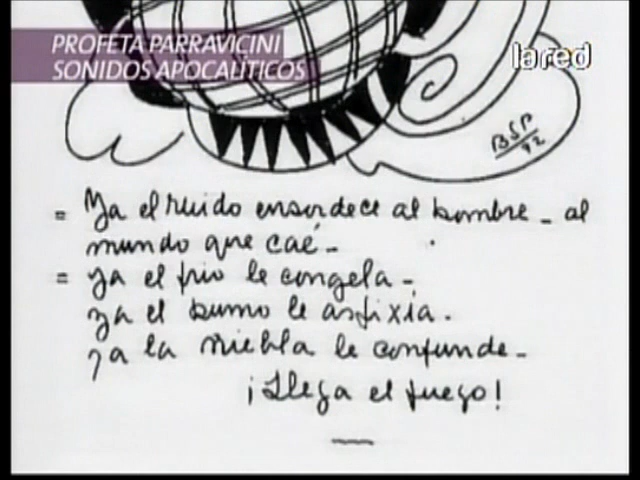 PROFETA PARRAVICINI
SONIDOS APOCALÍTICOS
la red
BSP
72
= Ya el ruido ensordece al hombre - al
mundo que caé -
= ya el frio le congela -
ya el humo le asfixia -
ya la niebla le confunde -
¡Llega el fuego!